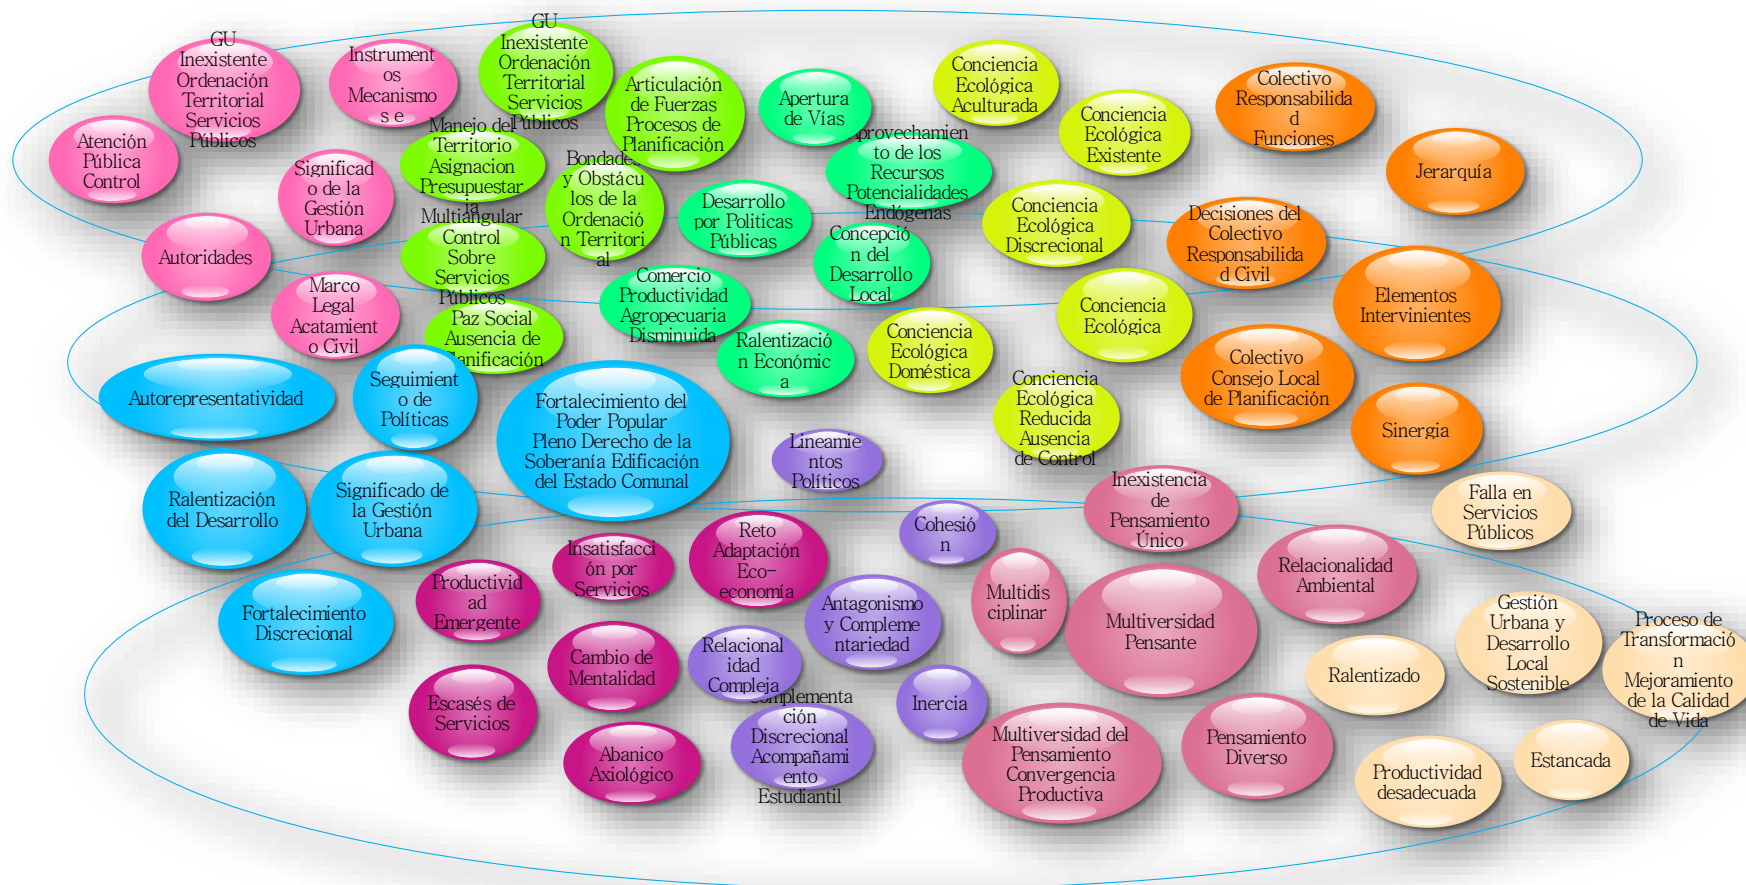 GU
Inexistente
Ordenación
Territorial
Servicios
Públicos
Instrument
os
Mecanismo
s e
GU
Inexistente
Ordenación
Territorial
Servicios
Públicos
Articulación
de Fuerzas
Procesos de
Planificación
Apertura
de Vías
Conciencia
Ecológica
Aculturada
Conciencia
Ecológica
Existente
Colectivo
Responsabilida
d
Funciones
Jerarquía
Atención
Pública
Control
Significad
o de la
Gestión
Urbana
Manejo del
Territorio
Asignacion
Presupuestar
ia
Bondades
y Obstácu
los de la
Ordenació
n Territori
al
Desarrollo
por Politicas
Públicas
Aprovechamien
to de los
Recursos
Potencialidades
Endógenas
Conciencia
Ecológica
Discrecional
Decisiones del
Colectivo
Responsabilida
d Civil
Autoridades
Multiangular
Control
Sobre
Servicios
Públicos
Concepció
n del
Desarrollo
Local
Marco
Legal
Acatamient
o Civil
Paz Social
Ausencia de
Planificación
Comercio
Productividad
Agropecuaria
Disminuida
Ralentizació
n Económic
a
Conciencia
Ecológica
Doméstica
Conciencia
Ecológica
Elementos
Intervinientes
Colectivo
Consejo Local
de Planificación
Autorepresentatividad
Seguimient
o de
Políticas
Fortalecimiento del
Poder Popular
Pleno Derecho de la
Soberanía Edificación
del Estado Comunal
Lineamie
ntos
Políticos
Conciencia
Ecológica
Reducida
Ausencia
de Control
Sinergia
Ralentización
del Desarrollo
Significado de
la Gestión
Urbana
Cohesió
n
Inexistencia
de
Pensamiento
Único
Falla en
Servicios
Públicos
Fortalecimiento
Discrecional
Productivid
ad
Emergente
Insatisfacci
ón por
Servicios
Reto
Adaptación
Eco-
economía
Antagonismo
y Compleme
ntariedad
Multidis
ciplinar
Multiversidad
Pensante
Relacionalidad
Ambiental
Gestión
Urbana y
Desarrollo
Local
Sostenible
Proceso de
Transformació
n
Mejoramiento
de la Calidad
de Vida
Cambio de
Mentalidad
Relacional
idad
Compleja
Ralentizado
Escasés de
Servicios
Abanico
Axiológico
Complementa
ción
Discrecional
Acompañami
ento
Estudiantil
Inercia
Multiversidad del
Pensamiento
Convergencia
Productiva
Pensamiento
Diverso
Productividad
desadecuada
Estancada